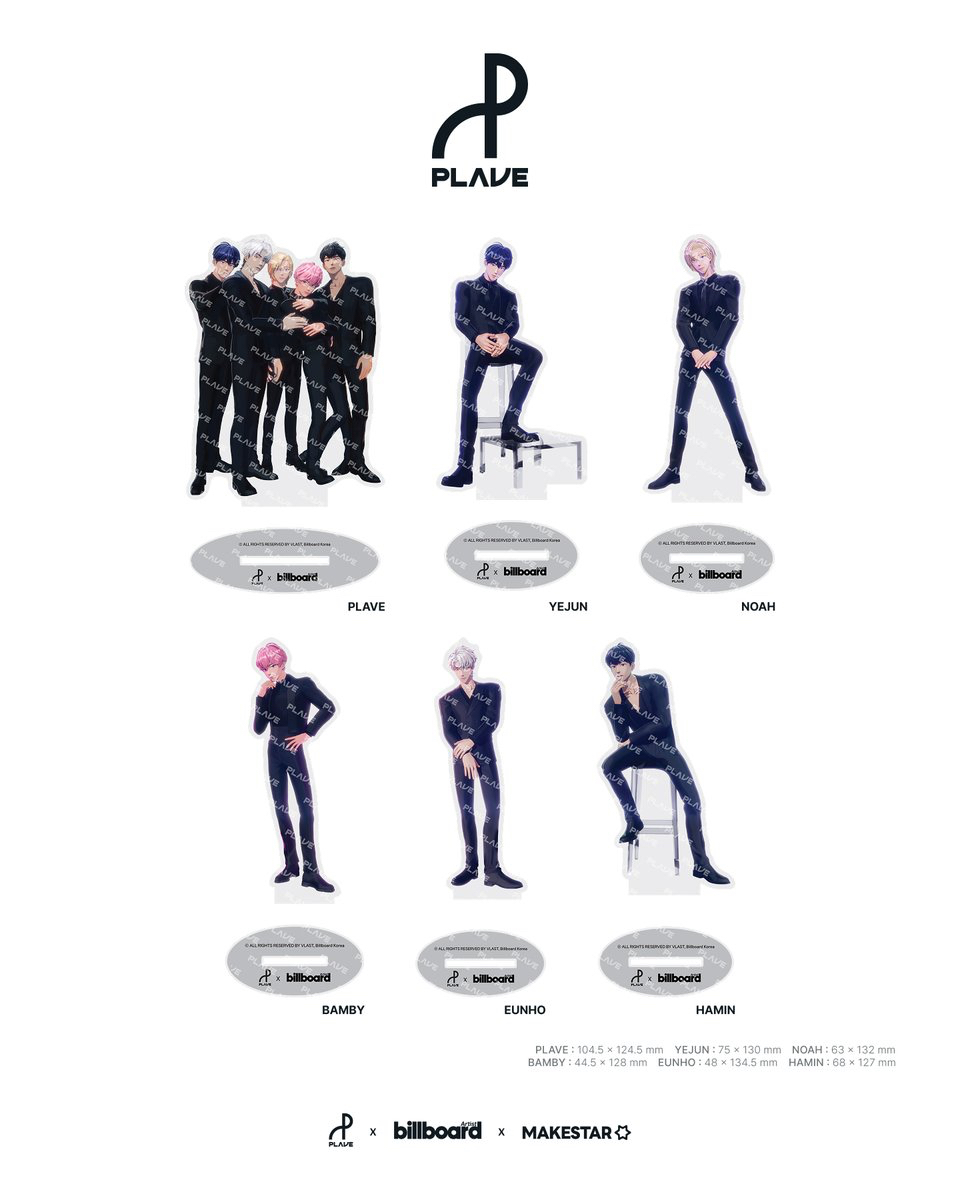 PLAVE
© ALL RIGHTS RESERVED BY VLAST, Billboard Korea
PLAVE x billboard
PLAVE
© ALL RIGHTS RESERVED BY VLAST, Billboard Korea
PLAVE x billboard
YEJUN
© ALL RIGHTS RESERVED BY VLAST, Billboard Korea
PLAVE x billboard
NOAH
© ALL RIGHTS RESERVED BY VLAST, Billboard Korea
PLAVE x billboard
BAMBY
© ALL RIGHTS RESERVED BY VLAST, Billboard Korea
PLAVE x billboard
EUNHO
© ALL RIGHTS RESERVED BY VLAST, Billboard Korea
PLAVE x billboard
HAMIN
PLAVE : 104.5 × 124.5 mm YEJUN : 75 × 130 mm NOAH : 63 × 132 mm
BAMBY : 44.5 × 128 mm EUNHO : 48 × 134.5 mm HAMIN : 68 × 127 mm
PLAVE x billboard Artist x MAKESTAR